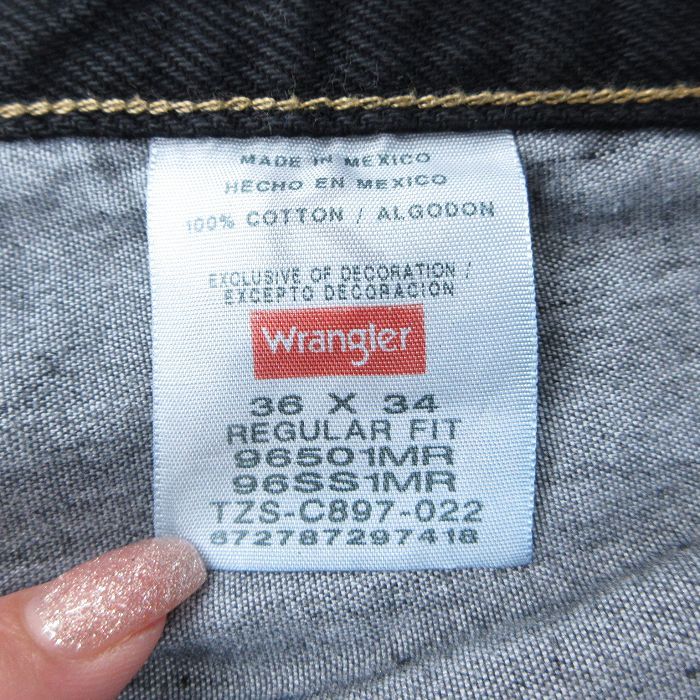 MADE IN MEXICO
HECHO EN MEXICO
100% COTTON / ALGODON
EXCLUSIVE OF DECORATION /
EXCEPTO DECORACION
Wrangler
36 X 34
REGULAR FIT
96501MR
96SS1MR
TZS-C897-022
672787297418